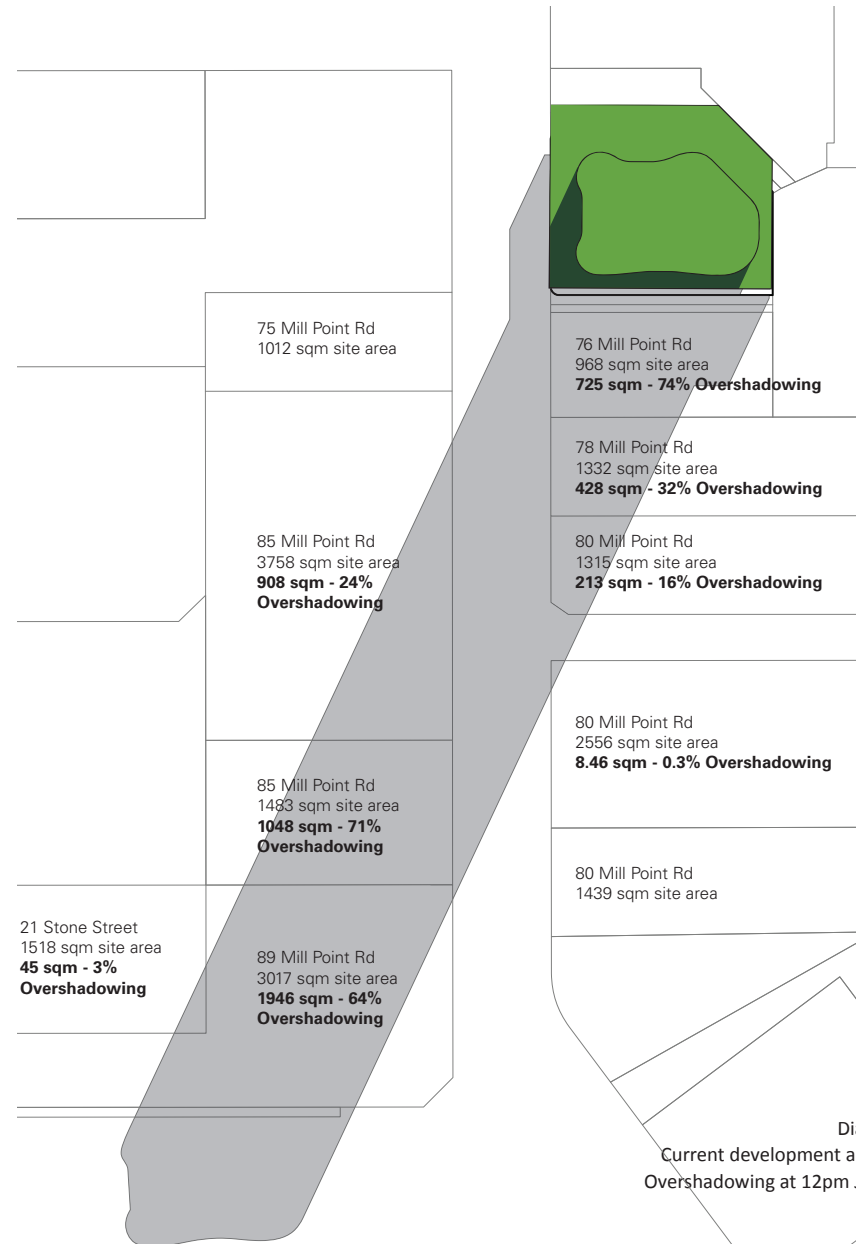 75 Mill Point Rd
1012 sqm site area
76 Mill Point Rd
968 sqm site area
725 sqm - 74% Overshadowing
78 Mill Point Rd
1332 sqm site area
428 sqm - 32% Overshadowing
85 Mill Point Rd
3758 sqm site area
908 sqm - 24%
Overshadowing
80 Mill Point Rd
1315 sqm site area
213 sqm - 16% Overshadowing
80 Mill Point Rd
2556 sqm site area
8.46 sqm - 0.3% Overshadowing
85 Mill Point Rd
1483 sqm site area
1048 sqm - 71%
Overshadowing
80 Mill Point Rd
1439 sqm site area
21 Stone Street
1518 sqm site area
45 sqm - 3%
Overshadowing
89 Mill Point Rd
3017 sqm site area
1946 sqm - 64%
Overshadowing
Current development
Overshadowing at 12pm